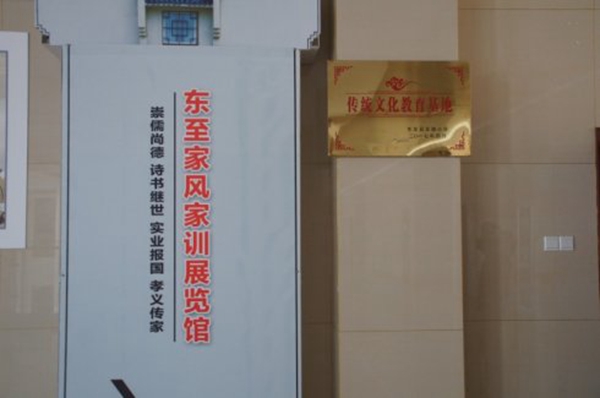 东至家风家训展览馆
崇儒尚德 诗书继世 实业报国 孝义传家
传统文化教育基地